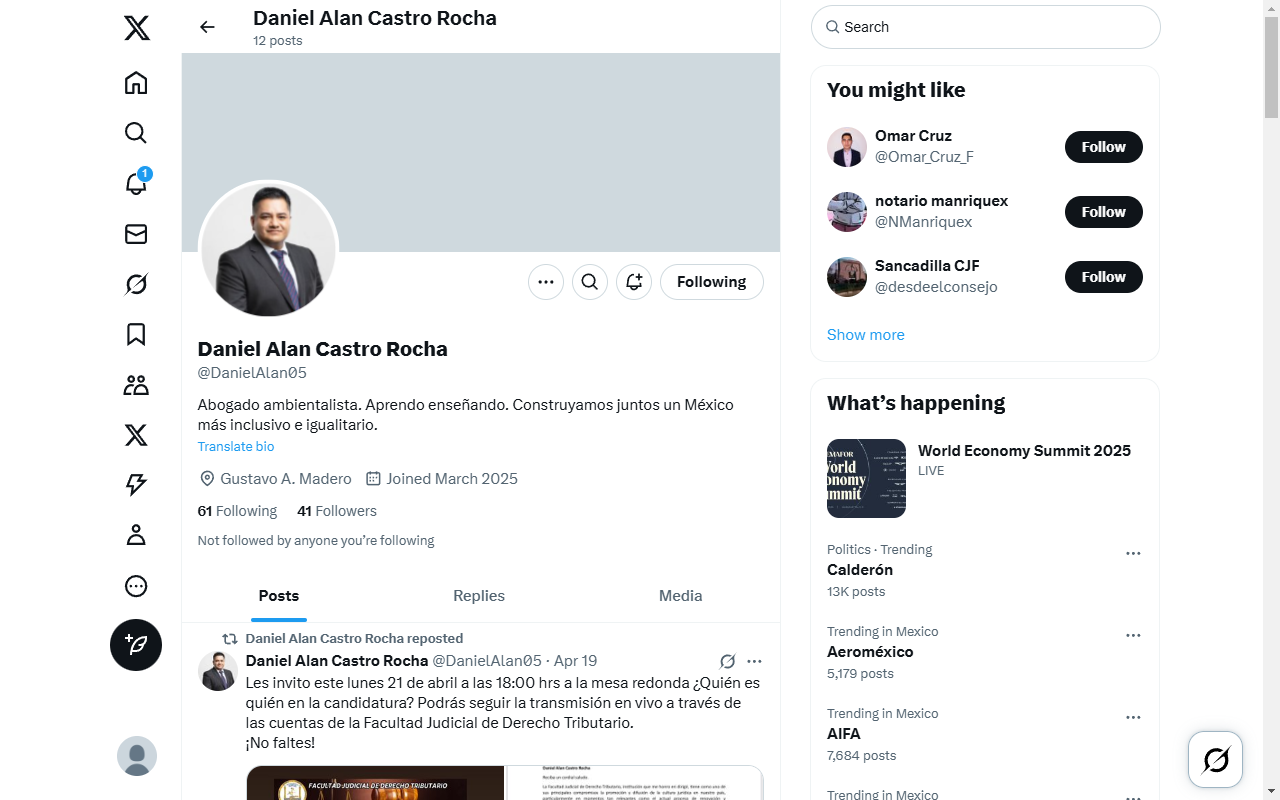 Daniel Alan Castro Rocha
12 posts
1
Following
Daniel Alan Castro Rocha
@DanielAlan05
Abogado ambientalista. Aprendo enseñando. Construyamos juntos un México
más inclusivo e igualitario.
Translate bio
Gustavo A. Madero Joined March 2025
61 Following 41 Followers
Not followed by anyone you're following
Posts Replies Media
Daniel Alan Castro Rocha reposted
Daniel Alan Castro Rocha @DanielAlan05 · Apr 19
Les invito este lunes 21 de abril a las 18:00 hrs a la mesa redonda ¿Quién es
quién en la candidatura? Podrás seguir la transmisión en vivo a través de
las cuentas de la Facultad Judicial de Derecho Tributario.
¡No faltes!
FACULTAD JUDICIAL DE DERECHO TRIBUTARIO
Daniel Alan Castro Rocha
Search
You might like
Omar Cruz
@Omar_Cruz_F
Follow
notario manriquex
@NManriquex
Follow
Sancadilla CJF
@desdeelconsejo
Follow
Show more
What's happening
World Economy Summit 2025
LIVE
Politics · Trending
Calderón
13K posts
Trending in Mexico
Aeroméxico
5,179 posts
Trending in Mexico
AIFA
7,684 posts
Trending in Mexico